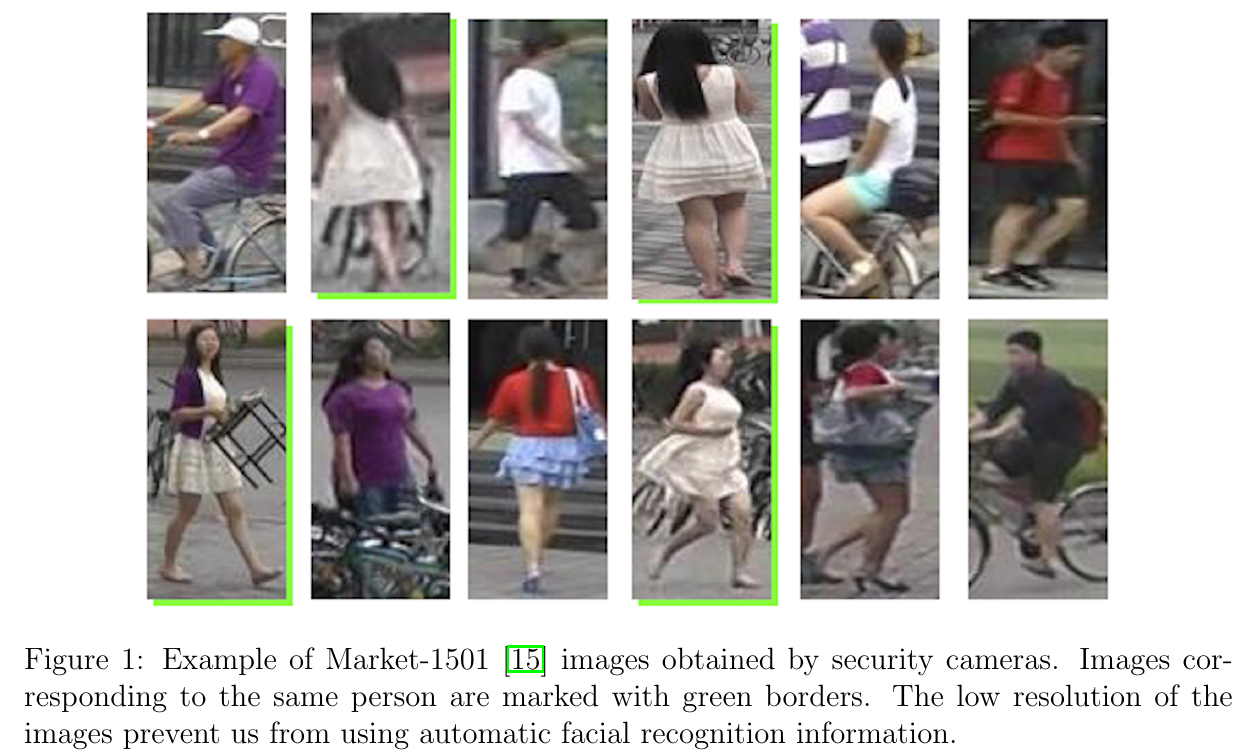 Figure 1: Example of Market-1501 [15] images obtained by security cameras. Images cor-
responding to the same person are marked with green borders. The low resolution of the
images prevent us from using automatic facial recognition information.